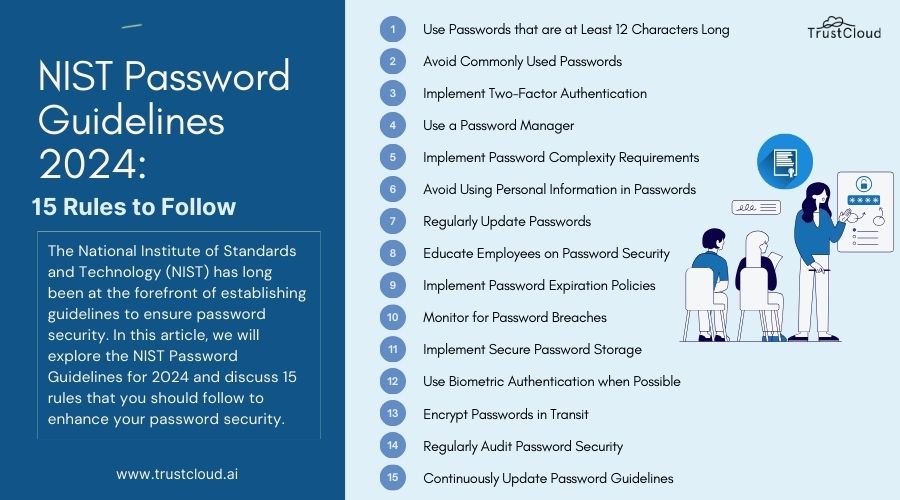 NIST Password
Guidelines
2024:
15 Rules to Follow
The National Institute of Standards
and Technology (NIST) has long
been at the forefront of establishing
guidelines to ensure password
security. In this article, we will
explore the NIST Password
Guidelines for 2024 and discuss 15
rules that you should follow to
enhance your password security.
www.trustcloud.ai
1 Use Passwords that are at Least 12 Characters Long
2 Avoid Commonly Used Passwords
3 Implement Two-Factor Authentication
4 Use a Password Manager
5 Implement Password Complexity Requirements
6 Avoid Using Personal Information in Passwords
7 Regularly Update Passwords
8 Educate Employees on Password Security
9 Implement Password Expiration Policies
10 Monitor for Password Breaches
11 Implement Secure Password Storage
12 Use Biometric Authentication when Possible
13 Encrypt Passwords in Transit
14 Regularly Audit Password Security
15 Continuously Update Password Guidelines
TrustCloud